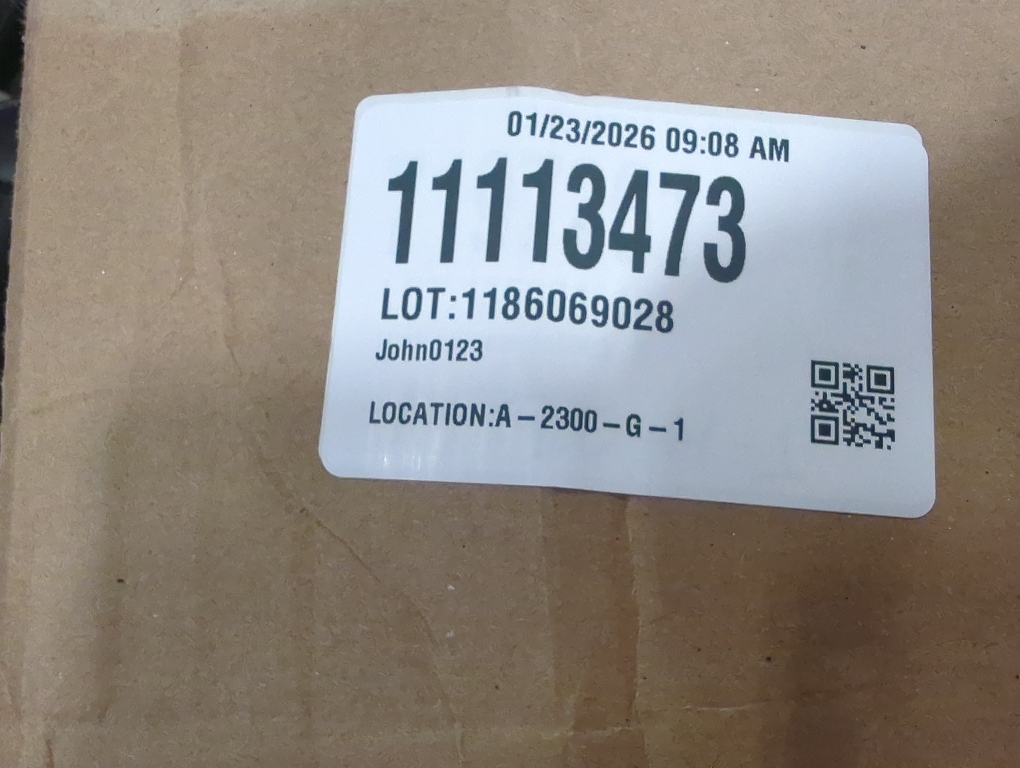 01/23/2026 09:08 AM
11113473
LOT:1186069028
John0123
LOCATION:A – 2300 – G – 1